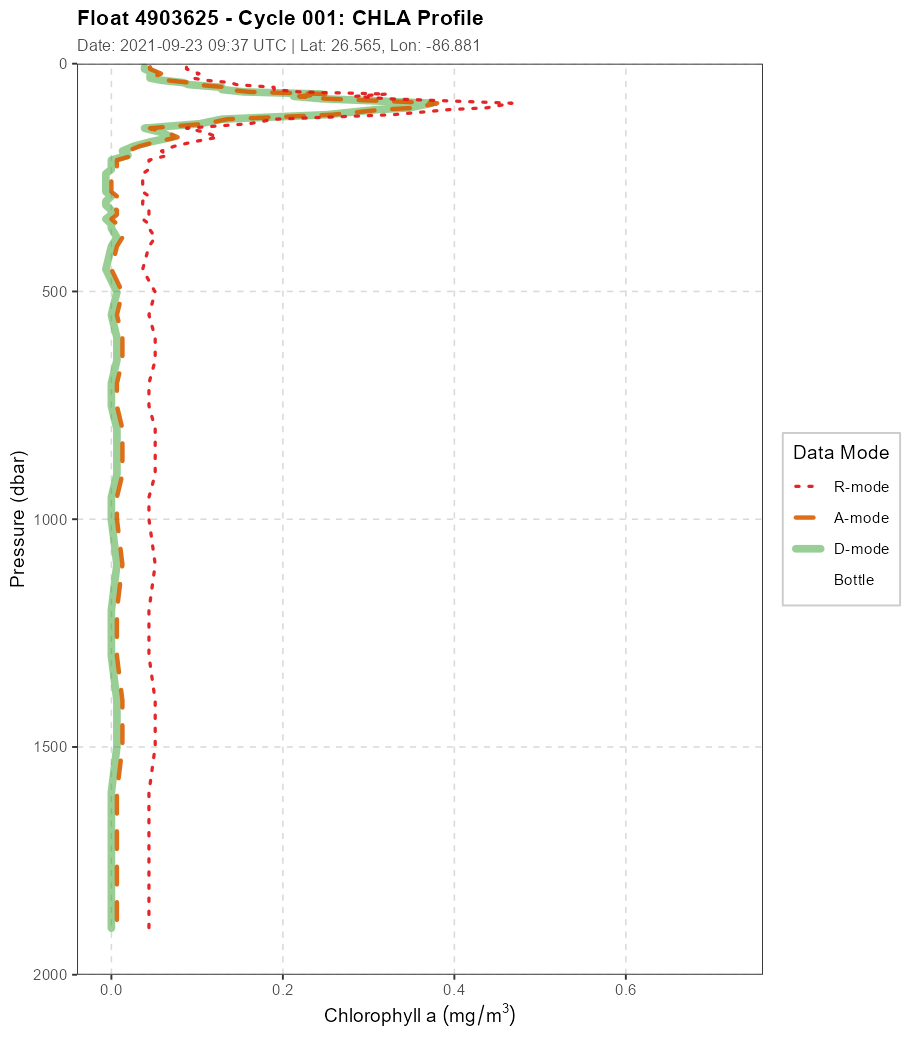 Float 4903625 - Cycle 001: CHLA Profile
Date: 2021-09-23 09:37 UTC | Lat: 26.565, Lon: -86.881
0
500
1000
1500
2000
Pressure (dbar)
0.0
0.2
0.4
0.6
Chlorophyll a (mg/m³)
Data Mode
R-mode
A-mode
D-mode
Bottle